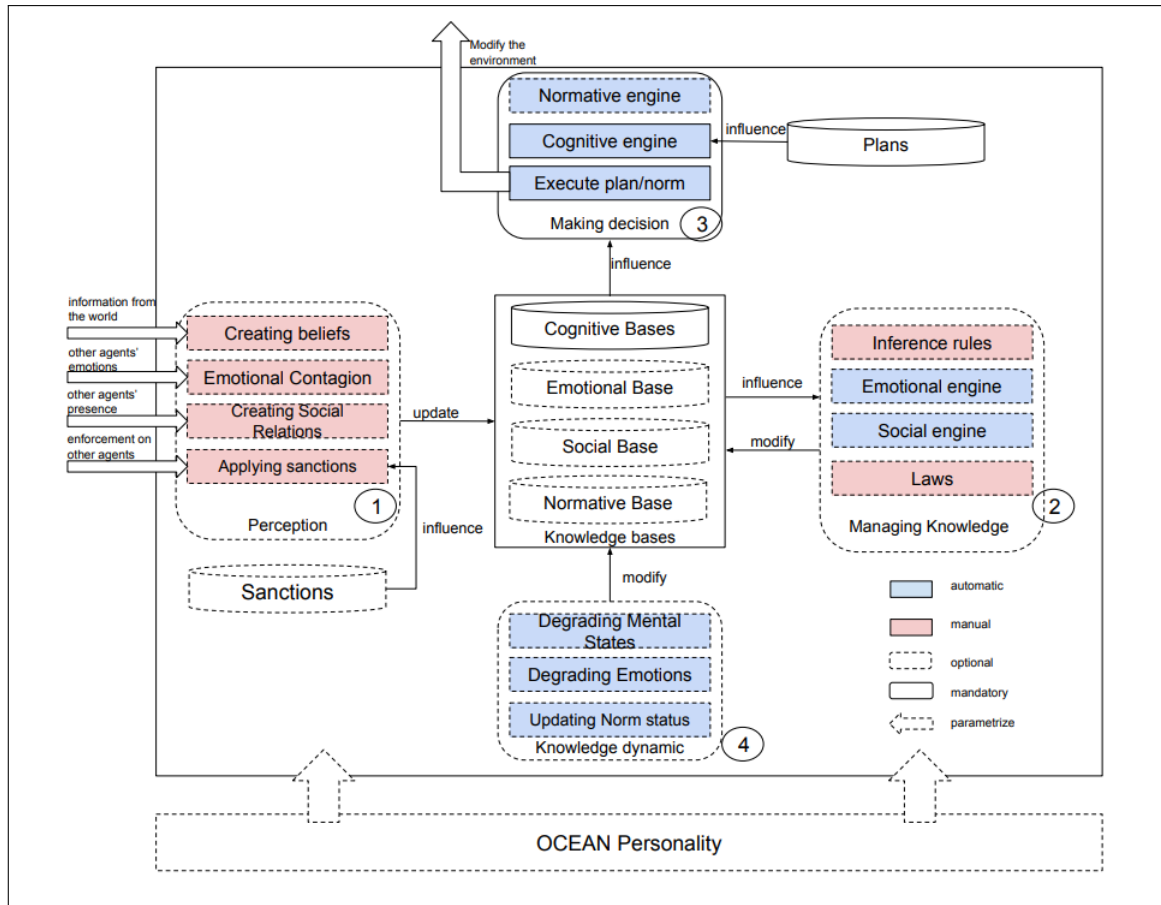 Modify the
environment
Normative engine
Cognitive engine
influence
Plans
Execute plan/norm
Making decision
3
influence
information from
the world
Creating beliefs
other agents'
emotions
Emotional Contagion
other agents'
presence
Creating Social
Relations
enforcement on
other agents
Applying sanctions
1
Perception
update
influence
Sanctions
Cognitive Bases
Emotional Base
Social Base
Normative Base
Knowledge bases
influence
modify
Inference rules
Emotional engine
Social engine
Laws
2
Managing Knowledge
modify
Degrading Mental
States
Degrading Emotions
Updating Norm status
Knowledge dynamic
4
automatic
manual
optional
mandatory
parametrize
OCEAN Personality